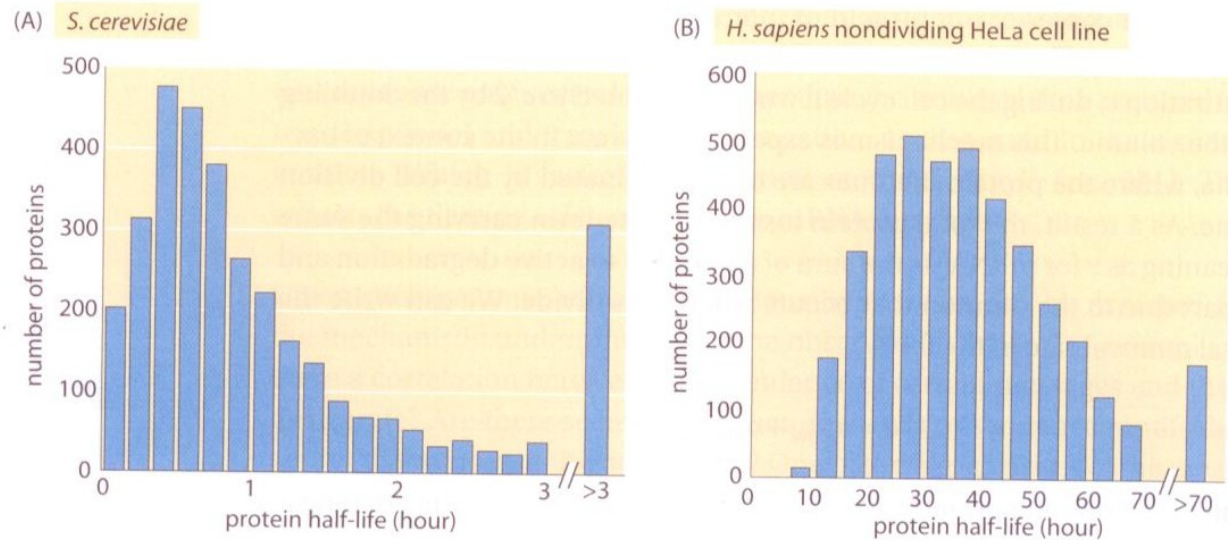 (A) S. cerevisiae
500
400
300
200
100
0
number of proteins
0 1 2 3 >3
protein half-life (hour)
(B) H. sapiens nondividing HeLa cell line
600
500
400
300
200
100
0
number of proteins
0 10 20 30 40 50 60 70 >70
protein half-life (hour)